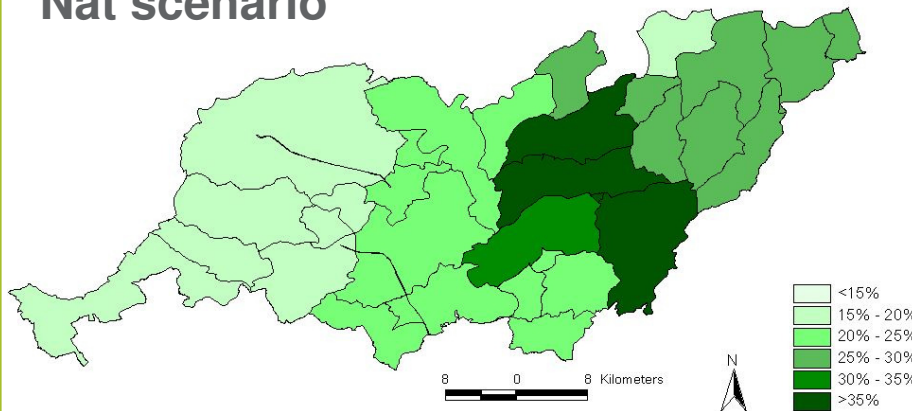 Nat scenario
<15%
15% - 20%
20% - 25%
25% - 30%
30% - 35%
>35%
N
8 0 8 Kilometers